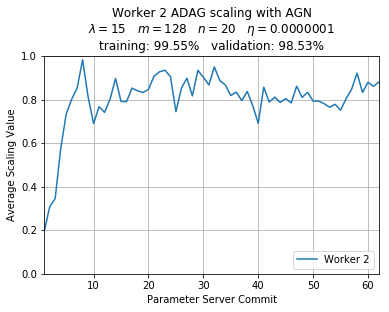 Worker 2 ADAG scaling with AGN
λ = 15 m = 128 n = 20 η = 0.0000001
training: 99.55% validation: 98.53%
1.0
0.8
0.6
0.4
0.2
0.0
Average Scaling Value
Worker 2
10 20 30 40 50 60
Parameter Server Commit